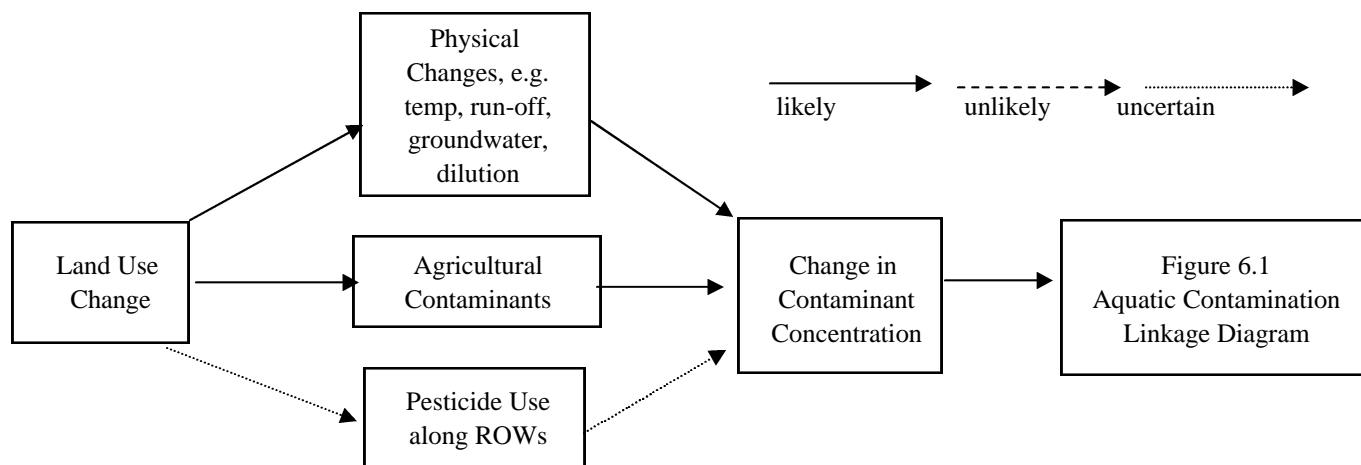 Physical
Changes, e.g.
temp, run-off,
groundwater,
dilution
likely
unlikely
uncertain
Land Use
Change
Agricultural
Contaminants
Change in
Contaminant
Concentration
Figure 6.1
Aquatic Contamination
Linkage Diagram
Pesticide Use
along ROWs